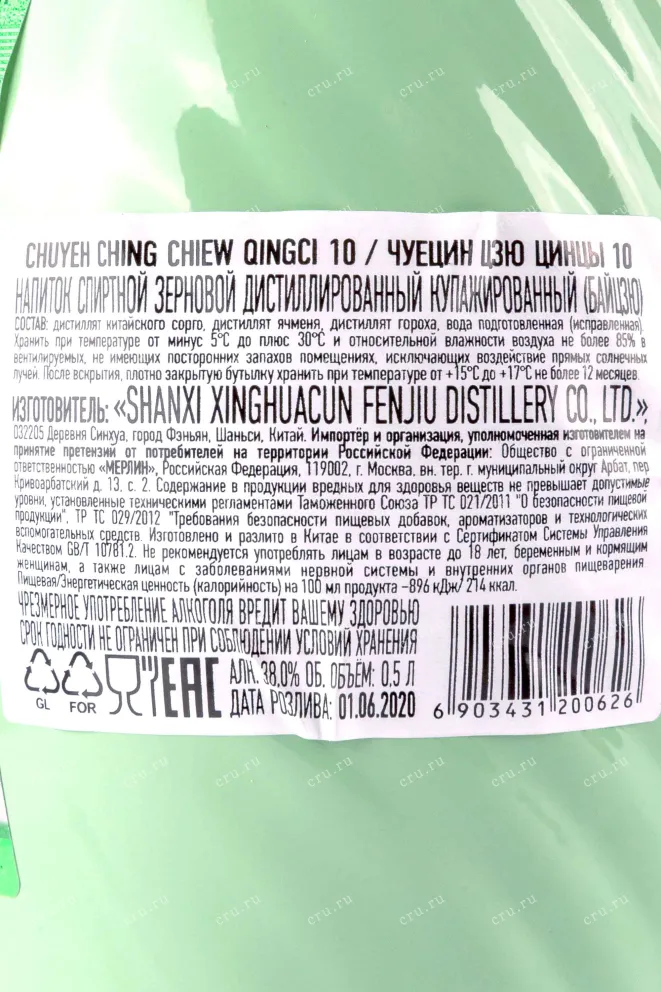 CHUYEH CHING CHIEW QINGCI 10 / ЧУЕЦИН ЦЗЮ ЦИНЦЫ 10
НАПИТОК СПИРТНОЙ ЗЕРНОВОЙ ДИСТИЛЛИРОВАННЫЙ КУПАЖИРОВАННЫЙ (БАЙЦЗЮ)
СОСТАВ: дистиллят китайского сорго, дистиллят ячменя, дистиллят гороха, вода подготовленная (исправленная).
Хранить при температуре от минус 5°C до плюс 30°C и относительной влажности воздуха не более 85% в
вентилируемых, не имеющих посторонних запахов помещениях, исключающих воздействие прямых солнечных
лучей. После вскрытия, плотно закрытую бутылку хранить при температуре от +15°C до +17°C не более 12 месяцев.
ИЗГОТОВИТЕЛЬ: «SHANXI XINGHUACUN FENJIU DISTILLERY CO., LTD.»,
032205 Деревня Синхуа, город Фэньян, Шаньси, Китай. Импортёр и организация, уполномоченная изготовителем на
принятие претензий от потребителей на территории Российской Федерации: Общество с ограниченной
ответственностью «МЕРЛИН», Российская Федерация, 119002, г. Москва, вн. тер. г. муниципальный округ Арбат, пер
Кривоарбатский д. 13, с. 2. Содержание в продукции вредных для здоровья веществ не превышает допустимые
уровни, установленные техническими регламентами Таможенного Союза ТР ТС 021/2011 "О безопасности пищевой
продукции", ТР ТС 029/2012 "Требования безопасности пищевых добавок, ароматизаторов и технологических
вспомогательных средств. Изготовлено и разлито в Китае в соответствии с Сертификатом Системы Управления
Качеством GB/T 10781.2. Не рекомендуется употреблять лицам в возрасте до 18 лет, беременным и кормящим
женщинам, а также лицам с заболеваниями нервной системы и внутренних органов пищеварения
Пищевая/Энергетическая ценность (калорийность) на 100 мл продукта –896 кДж/ 214 ккал.
ЧРЕЗМЕРНОЕ УПОТРЕБЛЕНИЕ АЛКОГОЛЯ ВРЕДИТ ВАШЕМУ ЗДОРОВЬЮ
СРОК ГОДНОСТИ НЕ ОГРАНИЧЕН ПРИ СОБЛЮДЕНИИ УСЛОВИЙ ХРАНЕНИЯ
GL FOR EAC
АЛК. 38,0% ОБ. ОБЪЁМ: 0,5 Л
ДАТА РОЗЛИВА: 01.06.2020
6 903431 200626